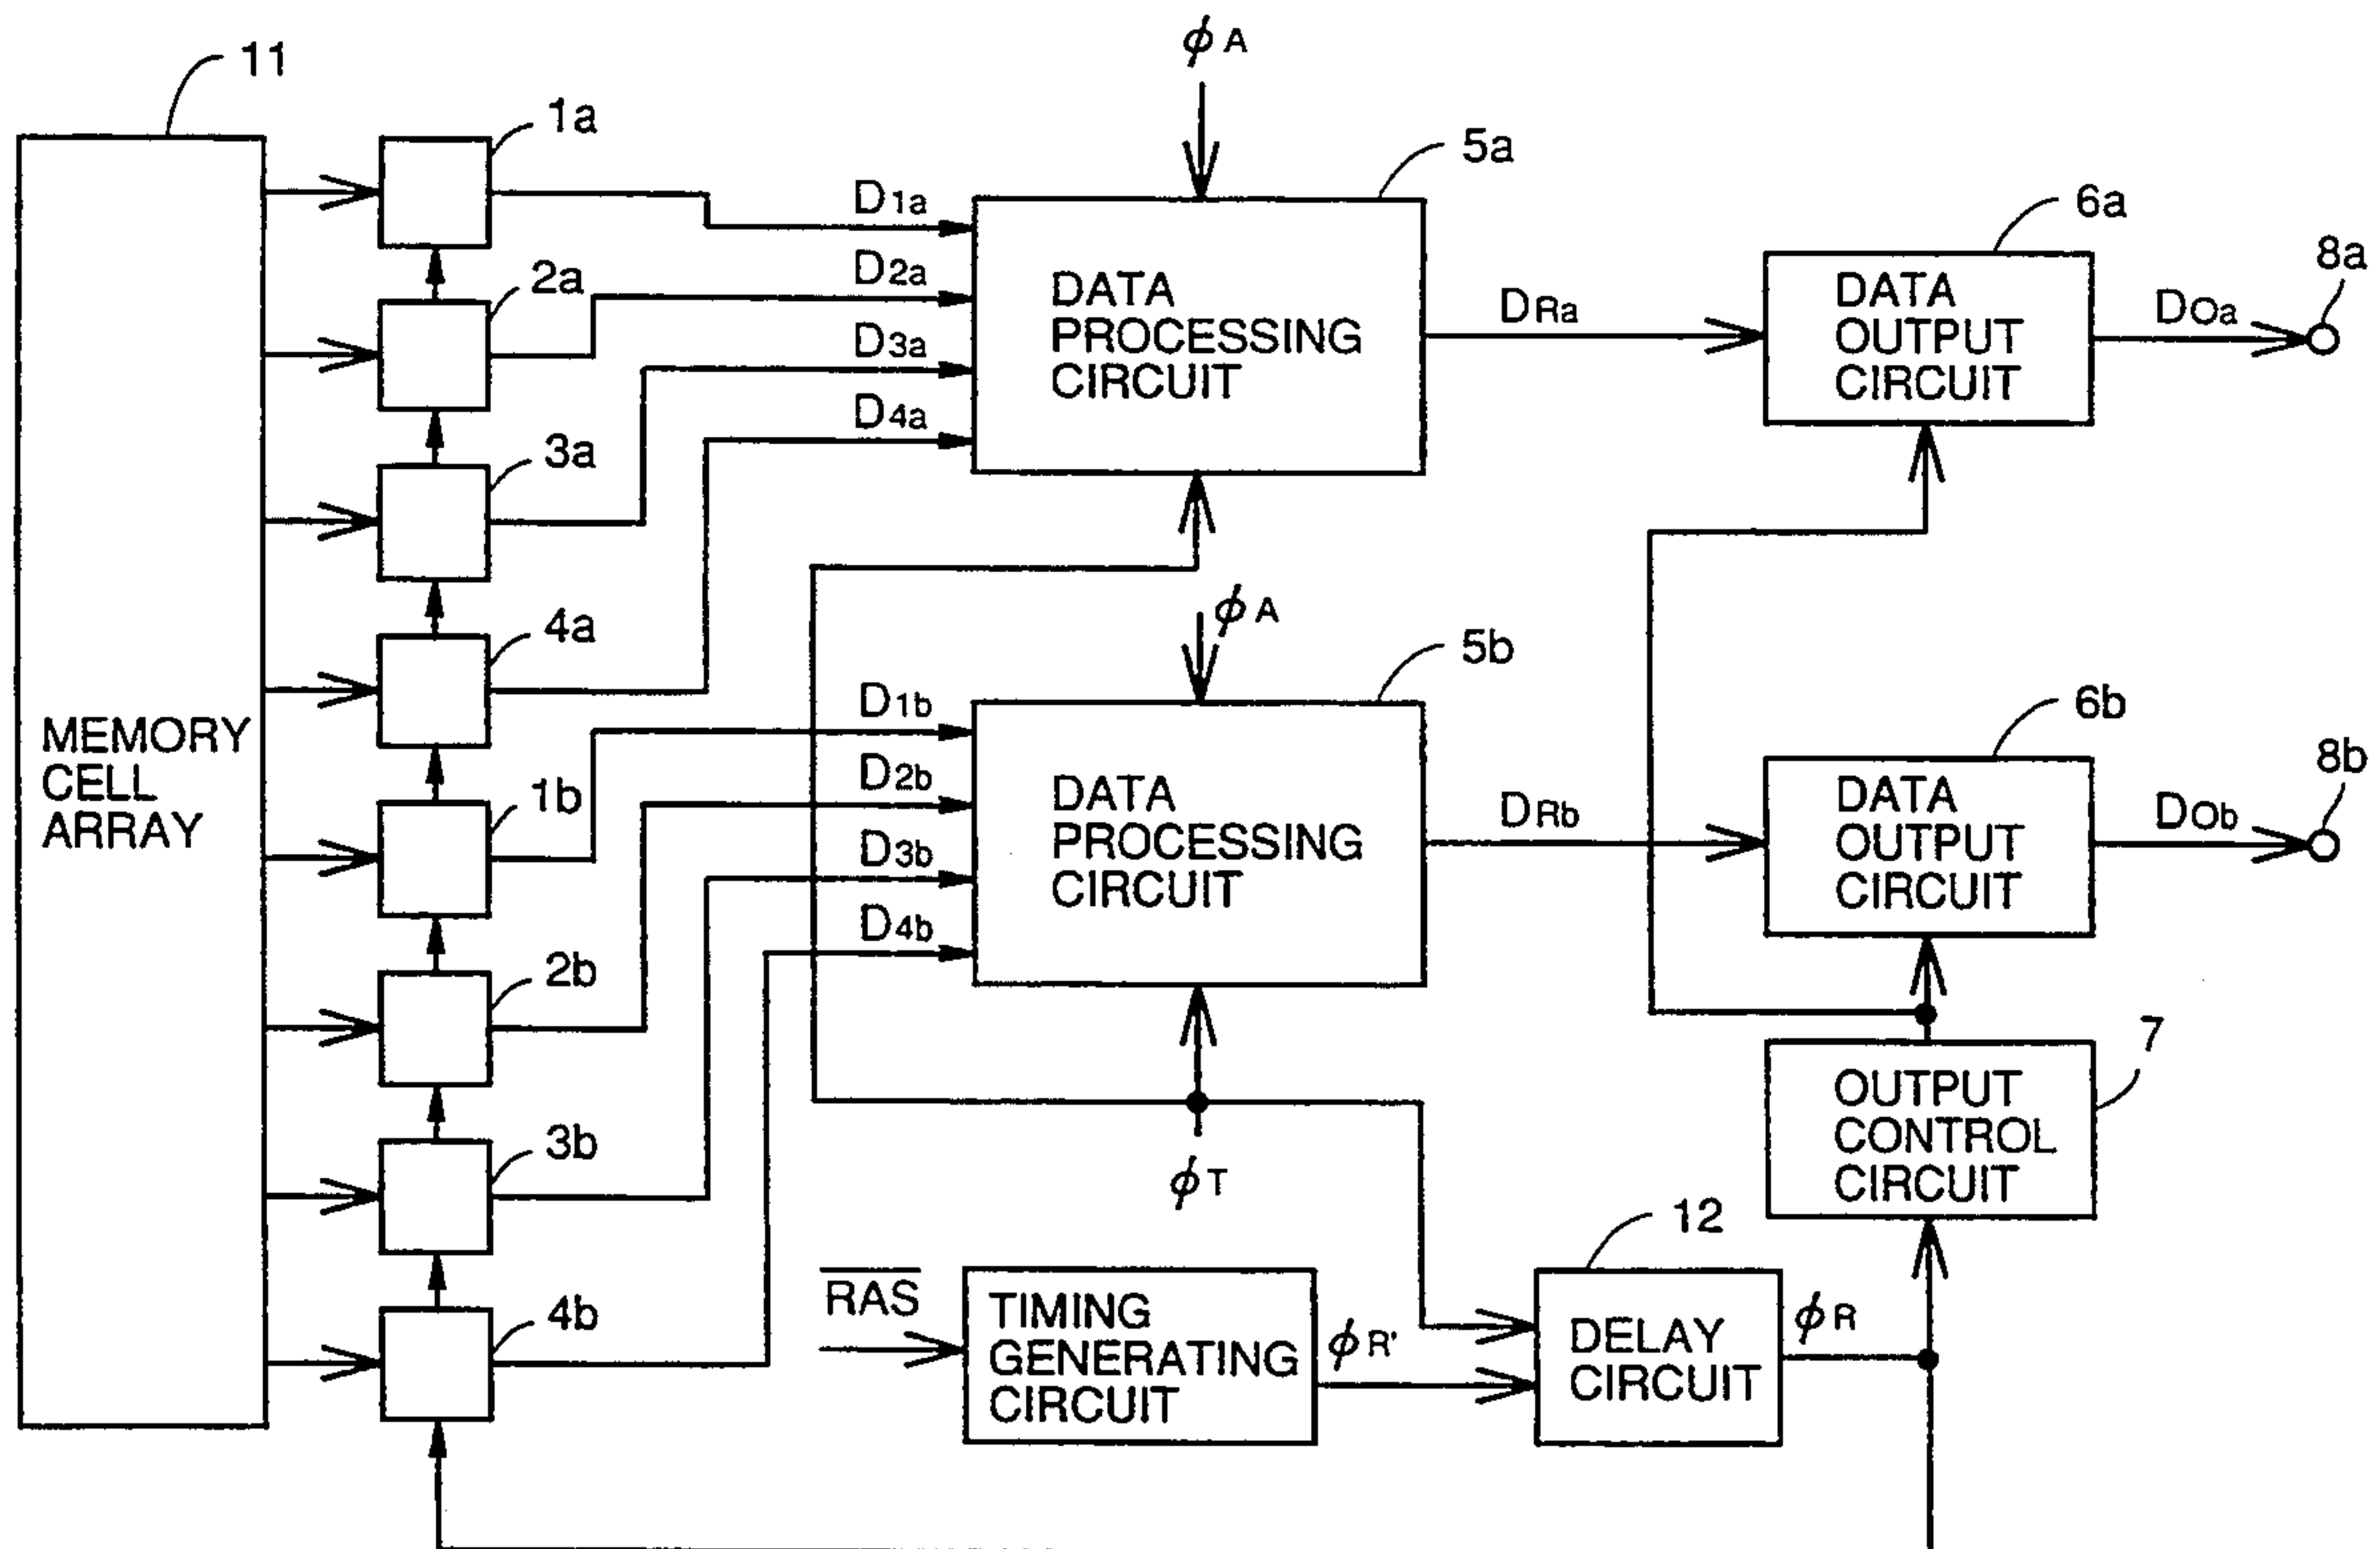 11
1a
φA
5a
6a
8a
D1a
D2a
D3a
D4a
2a
3a
4a
DATA
PROCESSING
CIRCUIT
DRa
DATA
OUTPUT
CIRCUIT
DOa
φA
5b
6b
8b
MEMORY
CELL
ARRAY
1b
2b
3b
4b
D1b
D2b
D3b
D4b
DATA
PROCESSING
CIRCUIT
DRb
DATA
OUTPUT
CIRCUIT
DOb
7
OUTPUT
CONTROL
CIRCUIT
φT
12
RAS
TIMING
GENERATING
CIRCUIT
φR'
DELAY
CIRCUIT
φR